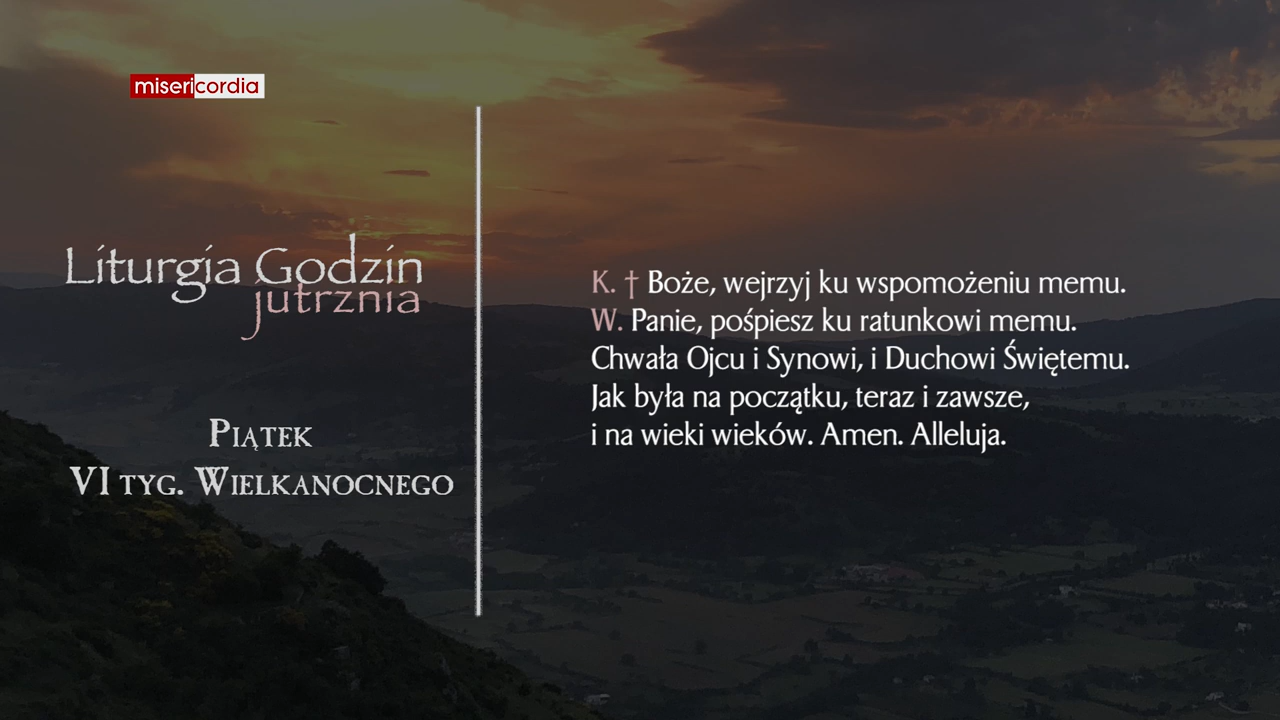 misericordia
Liturgia Godzin
jutrznia
Piątek
VI tyg. Wielkanocnego
K. † Boże, wejrzyj ku wspomożeniu memu.
W. Panie, pośpiesz ku ratunkowi memu.
Chwała Ojcu i Synowi, i Duchowi Świętemu.
Jak była na początku, teraz i zawsze,
i na wieki wieków. Amen. Alleluja.